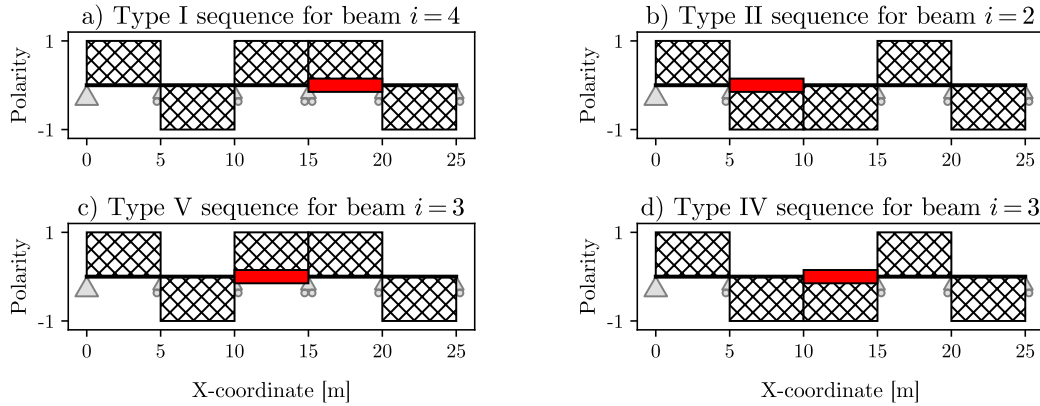 a) Type I sequence for beam i = 4
Polarity
1
-1
0 5 10 15 20 25
b) Type II sequence for beam i = 2
Polarity
1
-1
0 5 10 15 20 25
c) Type V sequence for beam i = 3
Polarity
1
-1
0 5 10 15 20 25
X-coordinate [m]
d) Type IV sequence for beam i = 3
Polarity
1
-1
0 5 10 15 20 25
X-coordinate [m]